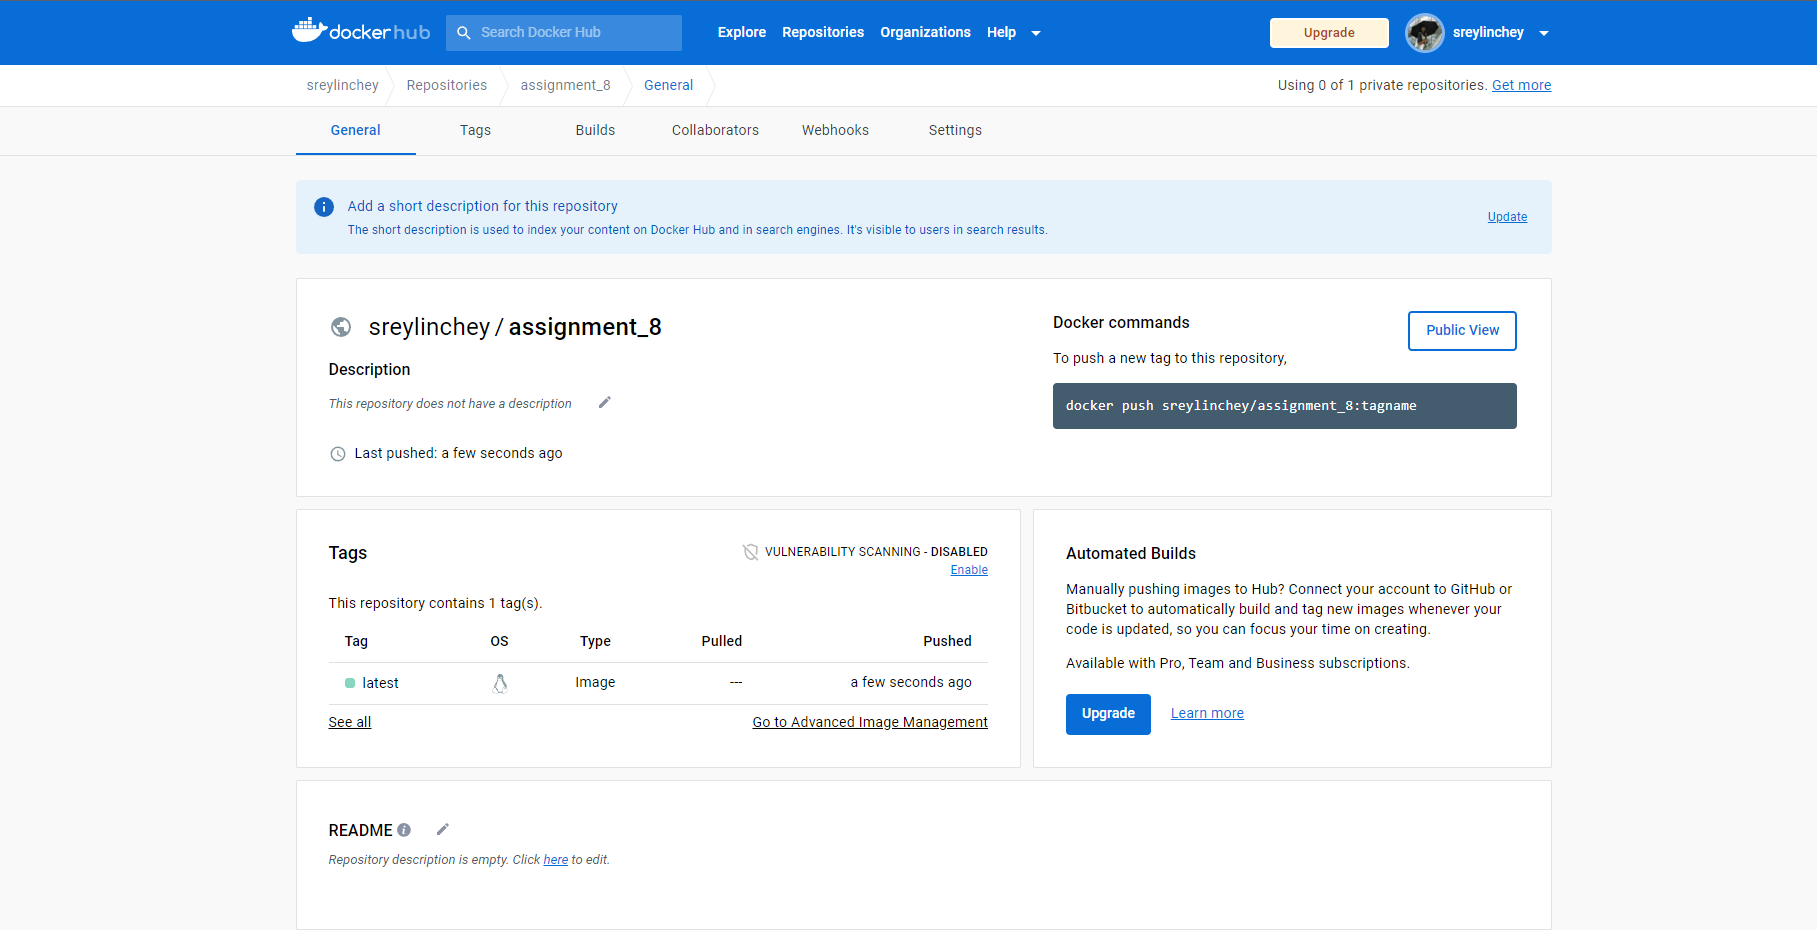 docker hub
Search Docker Hub
Explore
Repositories
Organizations
Help
Upgrade
sreylinchey
sreylinchey
Repositories
assignment_8
General
Using 0 of 1 private repositories. Get more
General
Tags
Builds
Collaborators
Webhooks
Settings
Add a short description for this repository
The short description is used to index your content on Docker Hub and in search engines. It's visible to users in search results.
Update
sreylinchey / assignment_8
Description
This repository does not have a description
Last pushed: a few seconds ago
Docker commands
Public View
To push a new tag to this repository,
docker push sreylinchey/assignment_8:tagname
Tags
VULNERABILITY SCANNING - DISABLED
Enable
This repository contains 1 tag(s).
Tag OS Type Pulled Pushed
latest Image --- a few seconds ago
See all
Go to Advanced Image Management
Automated Builds
Manually pushing images to Hub? Connect your account to GitHub or
Bitbucket to automatically build and tag new images whenever your
code is updated, so you can focus your time on creating.
Available with Pro, Team and Business subscriptions.
Upgrade
Learn more
README
Repository description is empty. Click here to edit.